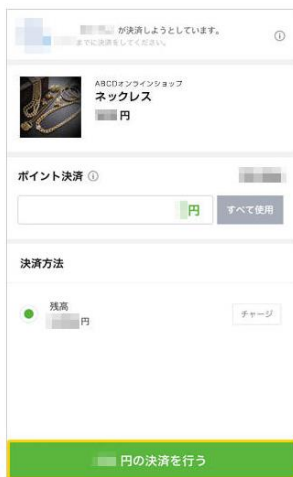 が決済しようとしています。
までに決済をしてください。
ABCDオンラインショップ
ネックレス
円
ポイント決済
円
すべて使用
決済方法
残高
円
チャージ
円の決済を行う